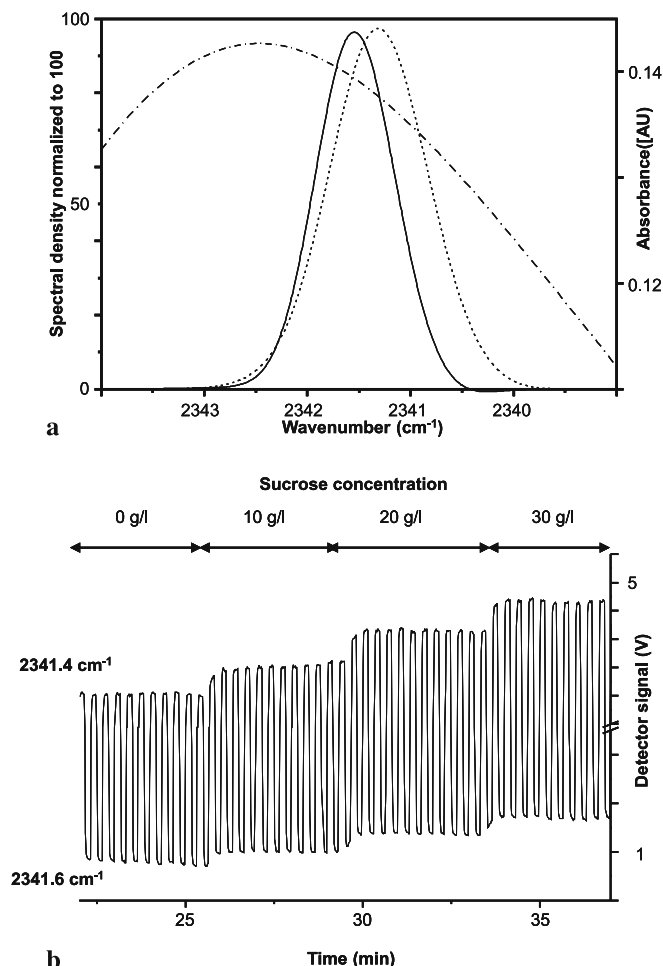 100
50
0
Spectral density normalized to 100
0.14
0.12
Absorbance([AU)
2343
2342
2341
2340
Wavenumber (cm⁻¹)
a
Sucrose concentration
0 g/l
10 g/l
20 g/l
30 g/l
2341.4 cm⁻¹
2341.6 cm⁻¹
5
1
Detector signal (V)
25
30
35
Time (min)
b